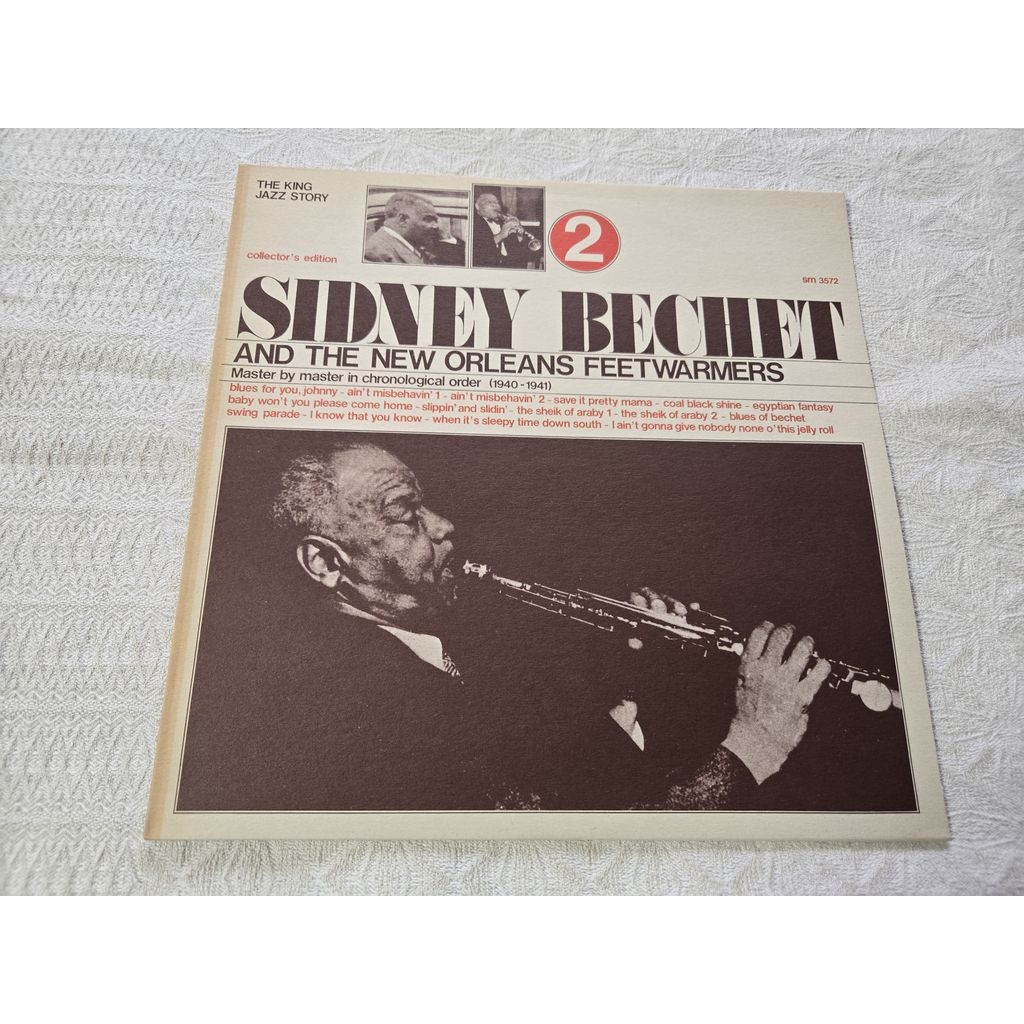 THE KING
JAZZ STORY
2
collector's edition
sm 3572
SIDNEY BECHET
AND THE NEW ORLEANS FEETWARMERS
Master by master in chronological order (1940-1941)
blues for you, johnny - ain't misbehavin' 1 - ain't misbehavin' 2 - save it pretty mama - coal black shine - egyptian fantasy
baby won't you please come home - slippin' and slidin' - the sheik of araby 1 - the sheik of araby 2 - blues of bechet
swing parade - I know that you know - when it's sleepy time down south - I ain't gonna give nobody none o' this jelly roll